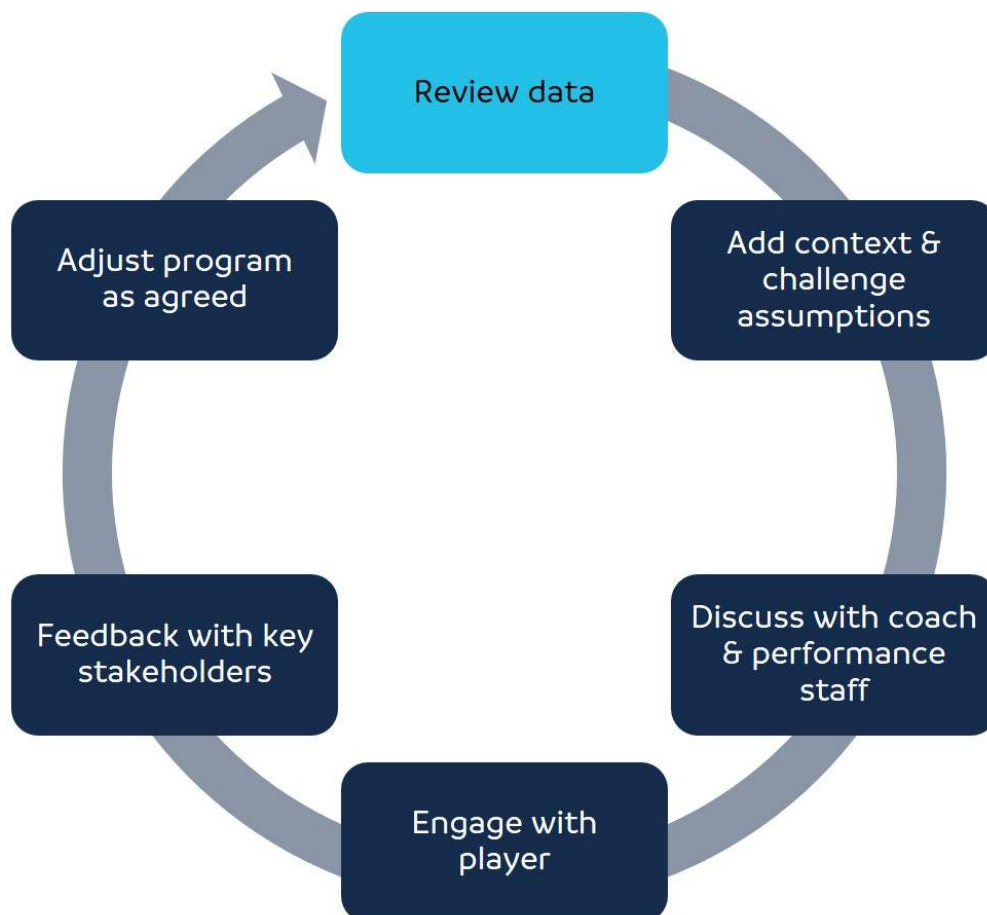 Review data
Add context &
challenge
assumptions
Discuss with coach
& performance
staff
Engage with
player
Feedback with key
stakeholders
Adjust program
as agreed